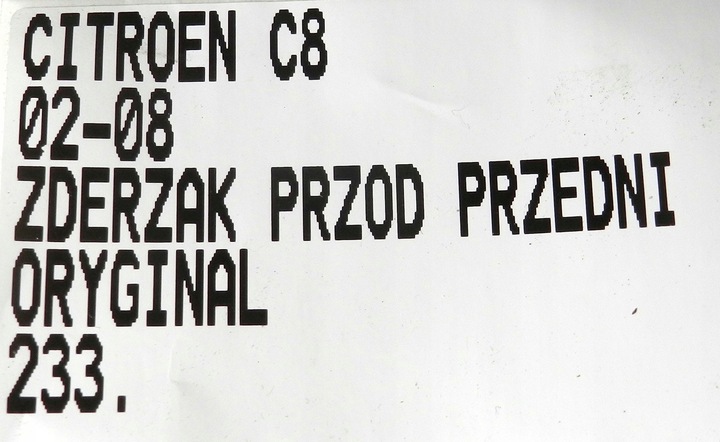 CITROEN C8
02-08
ZDERZAK PRZOD PRZEDNI
ORYGINAL
233.